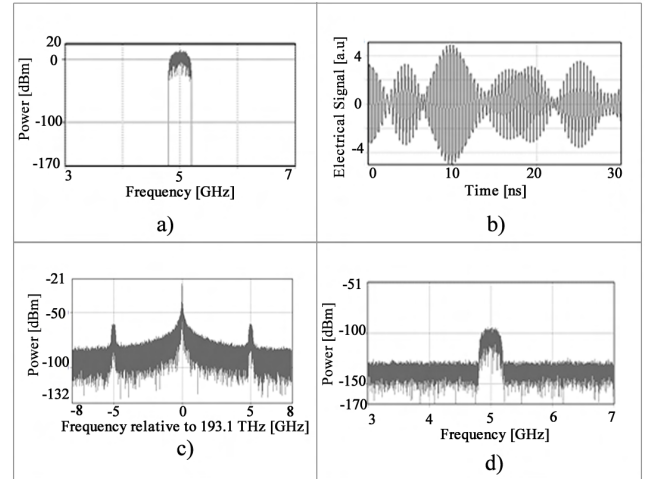 20
0
-100
-170
Power [dBm]
3
5
7
Frequency [GHz]
a)
4
0
-4
Electrical Signal [a.u]
0
10
20
30
Time [ns]
b)
-21
-50
-100
-132
Power [dBm]
-8
-5
0
5
8
Frequency relative to 193.1 THz [GHz]
c)
-51
-100
-150
-170
Power [dBm]
3
4
5
6
7
Frequency [GHz]
d)